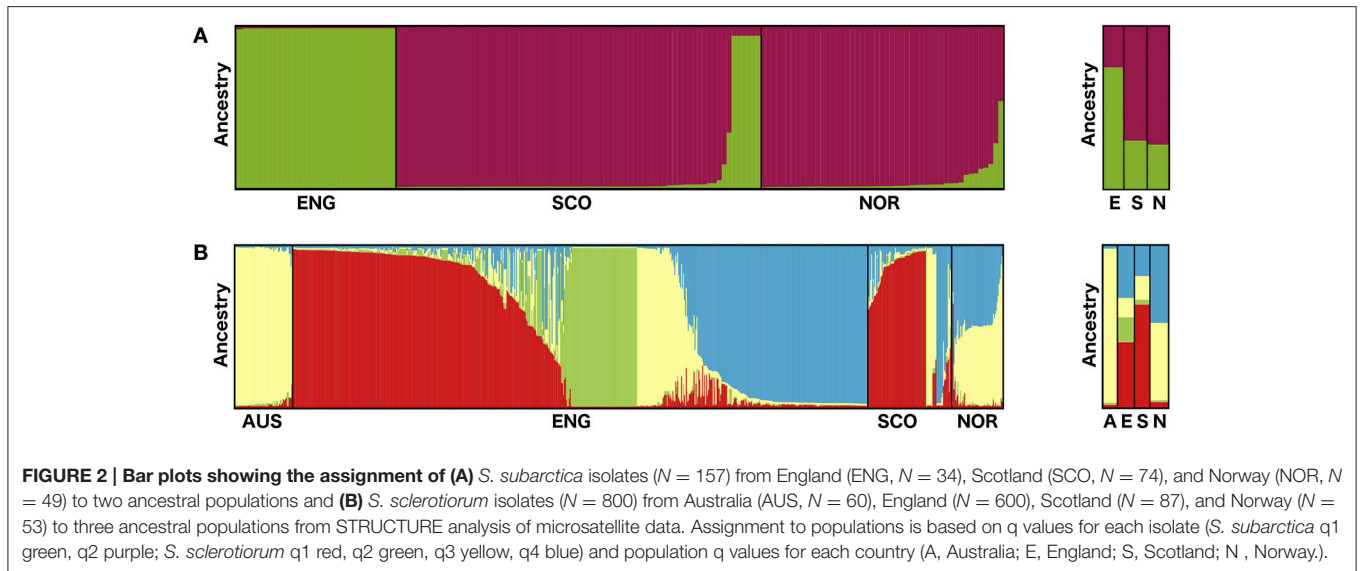 A
Ancestry
ENG SCO NOR
Ancestry
E S N
B
Ancestry
AUS ENG SCO NOR
Ancestry
A E S N
FIGURE 2 | Bar plots showing the assignment of (A) S. subarctica isolates (N = 157) from England (ENG, N = 34), Scotland (SCO, N = 74), and Norway (NOR, N
= 49) to two ancestral populations and (B) S. sclerotiorum isolates (N = 800) from Australia (AUS, N = 60), England (N = 600), Scotland (N = 87), and Norway (N =
53) to three ancestral populations from STRUCTURE analysis of microsatellite data. Assignment to populations is based on q values for each isolate (S. subarctica q1
green, q2 purple; S. sclerotiorum q1 red, q2 green, q3 yellow, q4 blue) and population q values for each country (A, Australia; E, England; S, Scotland; N , Norway.).